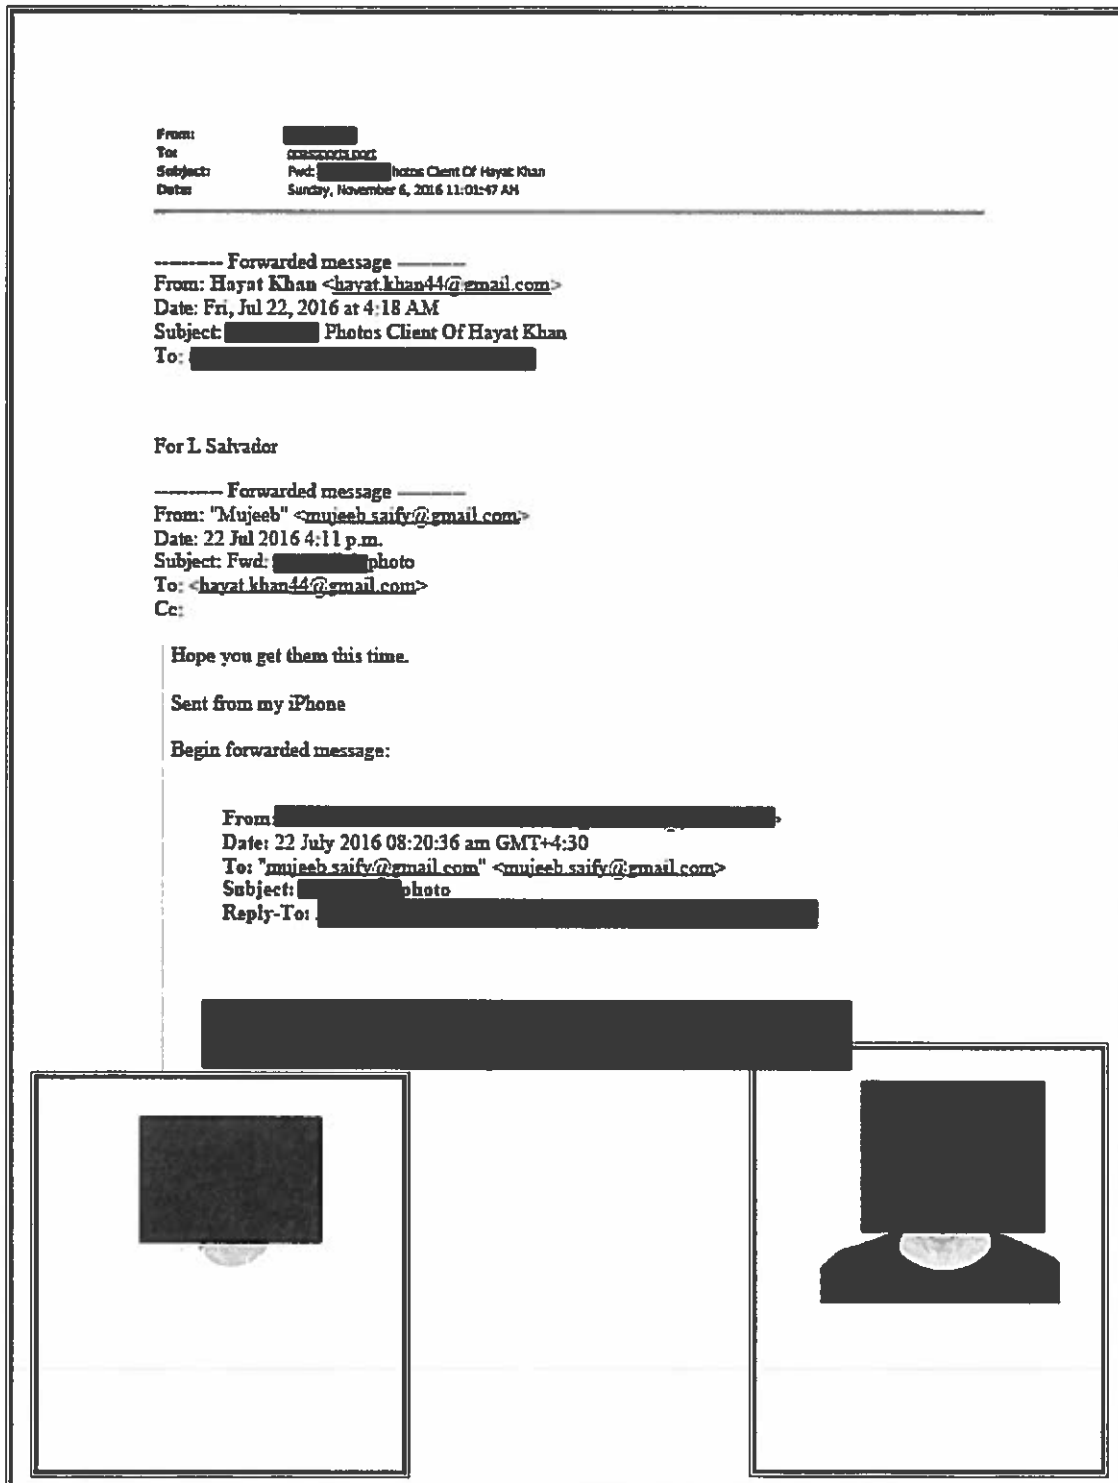 From:
To:
Subject: Fwd: hotos Client Of Hayat Khan
Date: Sunday, November 6, 2016 11:01:47 AM
---------- Forwarded message ----------
From: Hayat Khan <hayat.khan44@gmail.com>
Date: Fri, Jul 22, 2016 at 4:18 AM
Subject: Photos Client Of Hayat Khan
To:
For L Salvador
---------- Forwarded message ----------
From: "Mujeeb" <mujeeb.saify@gmail.com>
Date: 22 Jul 2016 4:11 p.m.
Subject: Fwd: photo
To: <hayat.khan44@gmail.com>
Cc:
Hope you get them this time.
Sent from my iPhone
Begin forwarded message:
From:
Date: 22 July 2016 08:20:36 am GMT+4:30
To: "mujeeb.saify@gmail.com" <mujeeb.saify@gmail.com>
Subject: photo
Reply-To: